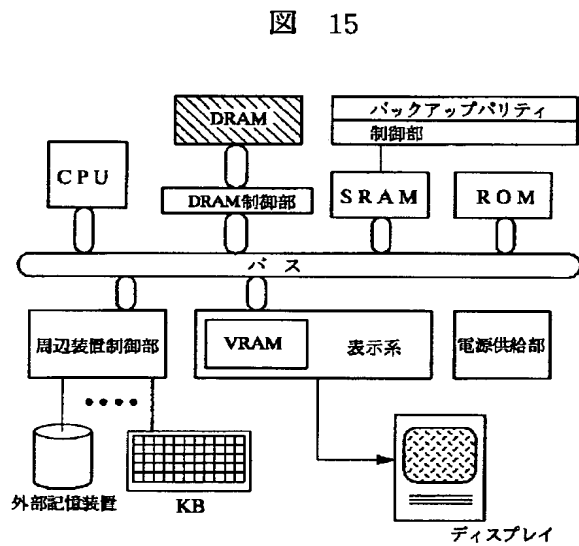 図 15
DRAM
バックアップパリティ
制御部
CPU
DRAM制御部
SRAM
ROM
バス
周辺装置制御部
VRAM
表示系
電源供給部
外部記憶装置
KB
ディスプレイ